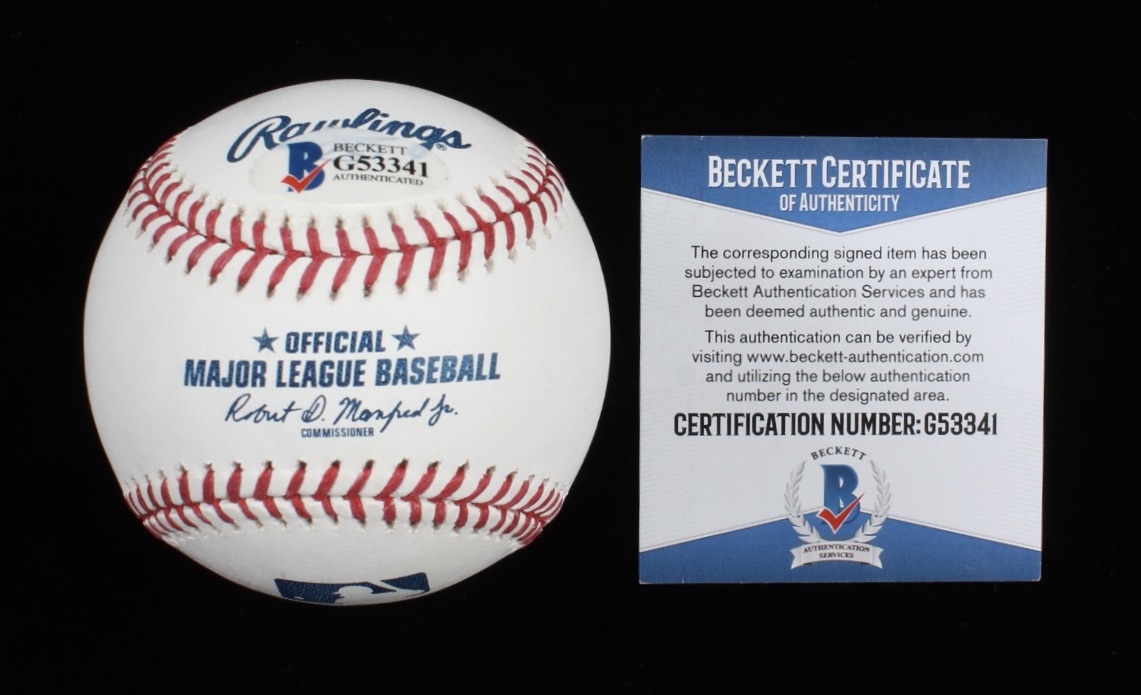 Rawlings®
BECKETT
G53341
AUTHENTICATED
★ OFFICIAL ★
MAJOR LEAGUE BASEBALL
Robert D. Manfred Jr.
COMMISSIONER
BECKETT CERTIFICATE
OF AUTHENTICITY
The corresponding signed item has been
subjected to examination by an expert from
Beckett Authentication Services and has
been deemed authentic and genuine.
This authentication can be verified by
visiting www.beckett-authentication.com
and utilizing the below authentication
number in the designated area.
CERTIFICATION NUMBER:G53341
BECKETT
B
AUTHENTICATION
SERVICES